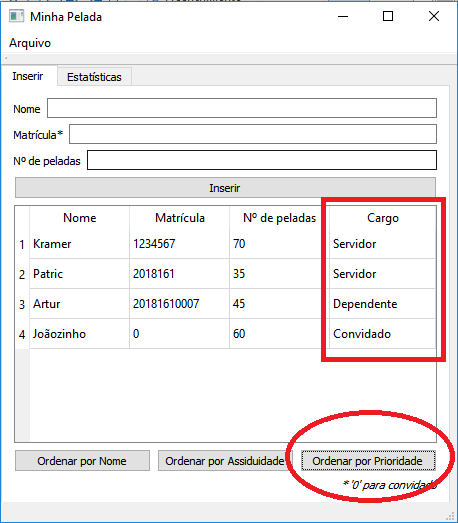 Minha Pelada
Arquivo
Inserir Estatísticas
Nome
Matrícula*
Nº de peladas
Inserir
Nome Matrícula Nº de peladas Cargo
1 Kramer 1234567 70 Servidor
2 Patric 2018161 35 Servidor
3 Artur 20181610007 45 Dependente
4 Joãozinho 0 60 Convidado
Ordenar por Nome Ordenar por Assiduidade Ordenar por Prioridade
* '0' para convidado